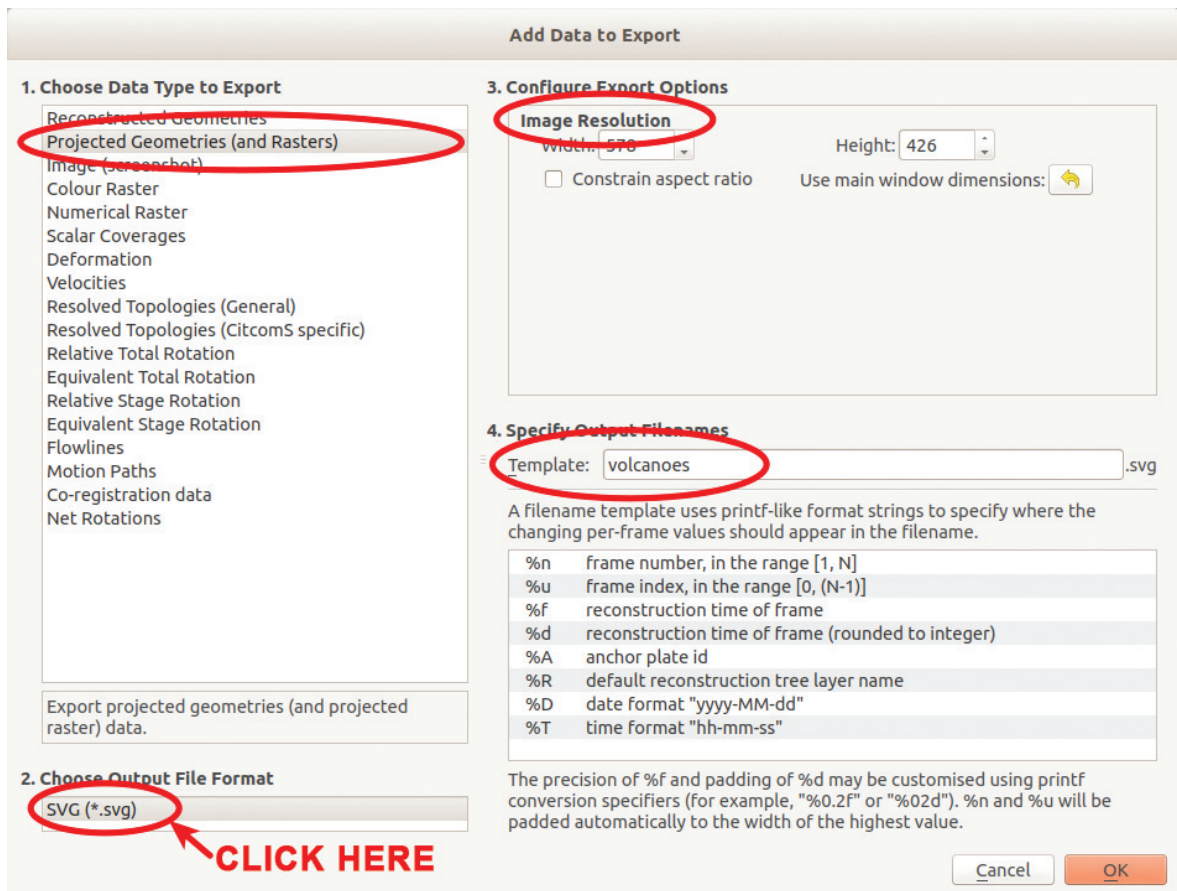 Add Data to Export
1. Choose Data Type to Export
Reconstructed Geometries
Projected Geometries (and Rasters)
Image (screenshot)
Colour Raster
Numerical Raster
Scalar Coverages
Deformation
Velocities
Resolved Topologies (General)
Resolved Topologies (CitcomS specific)
Relative Total Rotation
Equivalent Total Rotation
Relative Stage Rotation
Equivalent Stage Rotation
Flowlines
Motion Paths
Co-registration data
Net Rotations
Export projected geometries (and projected
raster) data.
2. Choose Output File Format
SVG (*.svg)
CLICK HERE
3. Configure Export Options
Image Resolution
Width: 578 Height: 426
Constrain aspect ratio Use main window dimensions:
4. Specify Output Filenames
Template: volcanoes .svg
A filename template uses printf-like format strings to specify where the
changing per-frame values should appear in the filename.
%n frame number, in the range [1, N]
%u frame index, in the range [0, (N-1)]
%f reconstruction time of frame
%d reconstruction time of frame (rounded to integer)
%A anchor plate id
%R default reconstruction tree layer name
%D date format "yyyy-MM-dd"
%T time format "hh-mm-ss"
The precision of %f and padding of %d may be customised using printf
conversion specifiers (for example, "%0.2f" or "%02d"). %n and %u will be
padded automatically to the width of the highest value.
Cancel OK